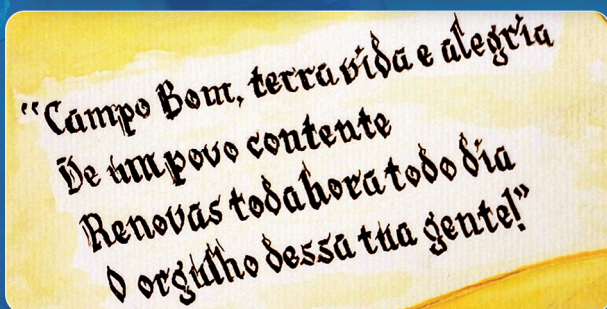 “Campo Bom, terra vida e alegria
De um povo contente
Renovas toda hora todo dia
O orgulho dessa tua gente!”